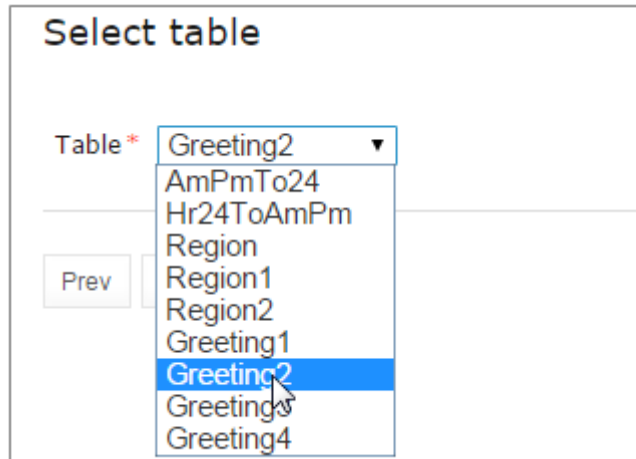 Select table
Table * Greeting2
AmPmTo24
Hr24ToAmPm
Region
Region1
Region2
Greeting1
Prev
Greeting2
Greeting3
Greeting4